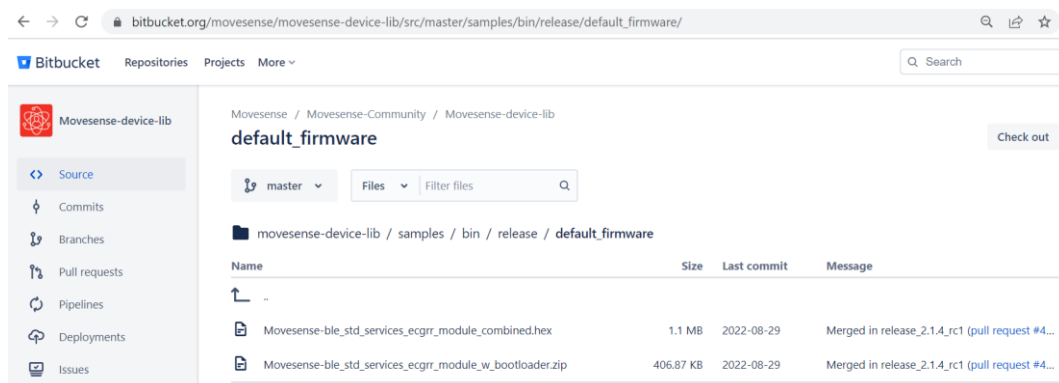 bitbucket.org/movesense/movesense-device-lib/src/master/samples/bin/release/default_firmware/
Bitbucket Repositories Projects More
Search
Movesense-device-lib
Movesense / Movesense-Community / Movesense-device-lib
default_firmware
Check out
Source
master Files Filter files
Commits
Branches
movesense-device-lib / samples / bin / release / default_firmware
Name Size Last commit Message
Pull requests
..
Pipelines
Movesense-ble_std_services_ecgrr_module_combined.hex 1.1 MB 2022-08-29 Merged in release_2.1.4_rc1 (pull request #4...
Deployments
Movesense-ble_std_services_ecgrr_module_w_bootloader.zip 406.87 KB 2022-08-29 Merged in release_2.1.4_rc1 (pull request #4...
Issues